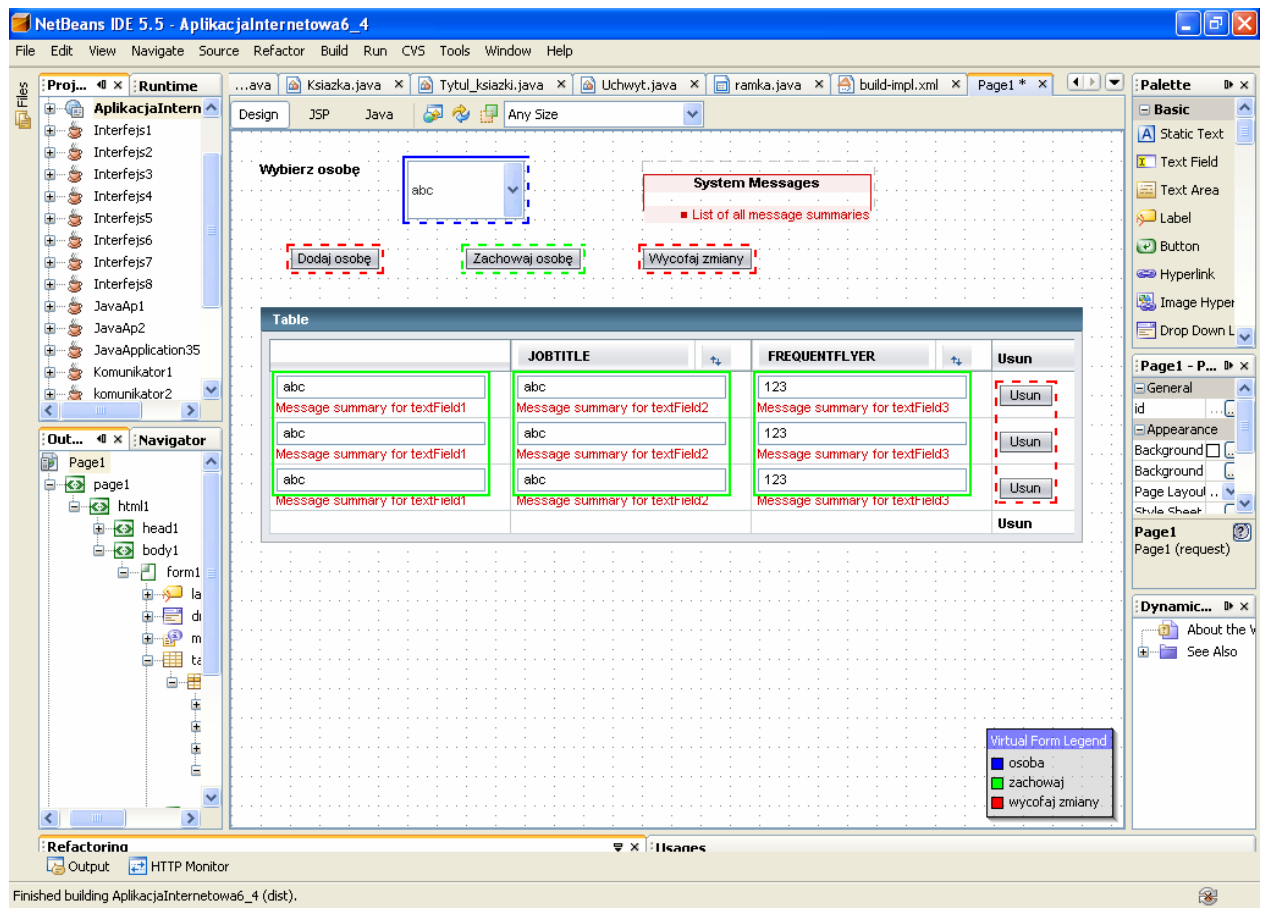 NetBeans IDE 5.5 - AplikacjaInternetowa6_4
File Edit View Navigate Source Refactor Build Run CVS Tools Window Help
Files
Proj... Runtime
AplikacjaIntern
Interfejs1
Interfejs2
Interfejs3
Interfejs4
Interfejs5
Interfejs6
Interfejs7
Interfejs8
JavaAp1
JavaAp2
JavaApplication35
Komunikator1
komunikator2
Out... Navigator
Page1
page1
html1
head1
body1
form1
la
m
ta
...ava Ksiazka.java Tytul_ksiazki.java Uchwyt.java ramka.java build-impl.xml Page1 *
Design JSP Java Any Size
Wybierz osobę
abc
System Messages
List of all message summaries
Dodaj osobę Zachowaj osobę Wycofaj zmiany
Table
JOBTITLE FREQUENTFLYER Usun
abc abc 123 Usun
Message summary for textField1 Message summary for textField2 Message summary for textField3
abc abc 123 Usun
Message summary for textField1 Message summary for textField2 Message summary for textField3
abc abc 123 Usun
Message summary for textField1 Message summary for textField2 Message summary for textField3
Usun
Virtual Form Legend
osoba
zachowaj
wycofaj zmiany
Palette
Basic
Static Text
Text Field
Text Area
Label
Button
Hyperlink
Image Hyper
Drop Down L
Page1 - P...
General
id ...
Appearance
Background
Background
Page Layout ..
Style Sheet
Page1
Page1 (request)
Dynamic...
About the W
See Also
Refactoring Usages
Output HTTP Monitor
Finished building AplikacjaInternetowa6_4 (dist).